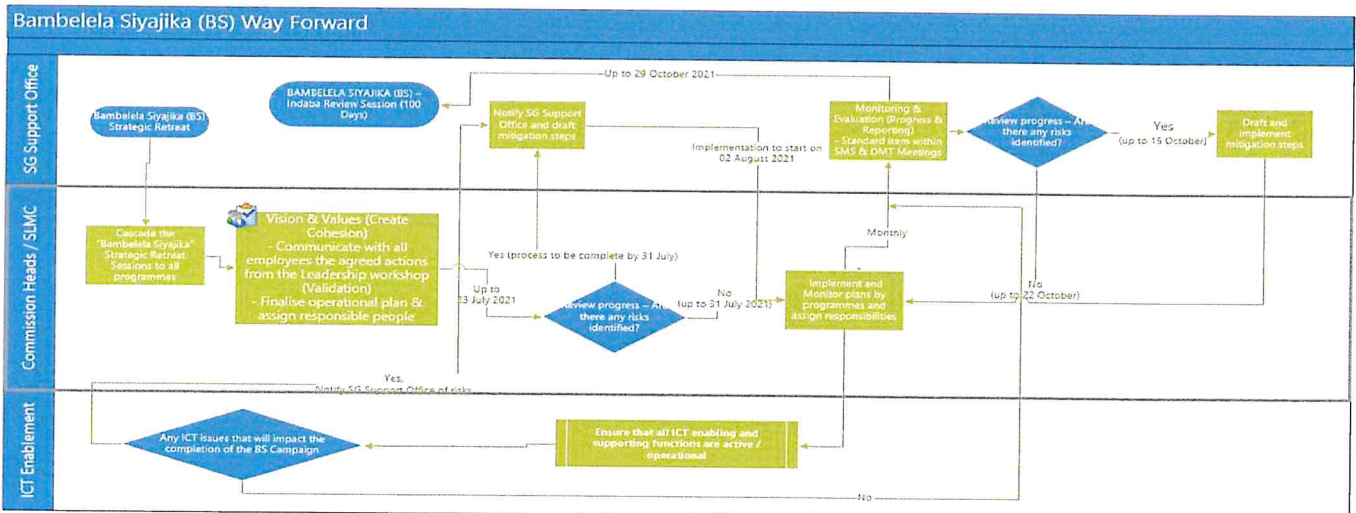 Bambelela Siyajika (BS) Way Forward
SG Support Office
Bambelela Siyajika (BS)
Strategic Retreat
BAMBELELA SIYAJIKA (BS) –
Indaba Review Session (100
Days)
Up to 29 October 2021
Notify SG Support
Office and draft
mitigation steps
Implementation to start on
02 August 2021
Monitoring &
Evaluation (Progress &
Reporting)
- Standard item within
SMS & DMT Meetings
Review progress – Are
there any risks
identified?
Yes
(up to 15 October)
Draft and
implement
mitigation steps
Commission Heads / SLMC
Cascade the
"Bambelela Siyajika"
Strategic Retreat
Sessions to all
programmes
Vision & Values (Create
Cohesion)
- Communicate with all
employees the agreed actions
from the Leadership workshop
(Validation)
- Finalise operational plan &
assign responsible people
Up to
23 July 2021
Yes (process to be complete by 31 July)
Review progress – Are
there any risks
identified?
No
(up to 31 July 2021)
Monthly
Implement and
Monitor plans by
programmes and
assign responsibilities
No
(up to 22 October)
Yes,
Notify SG Support Office of risks
ICT Enablement
Any ICT issues that will impact the
completion of the BS Campaign
Ensure that all ICT enabling and
supporting functions are active /
operational
No